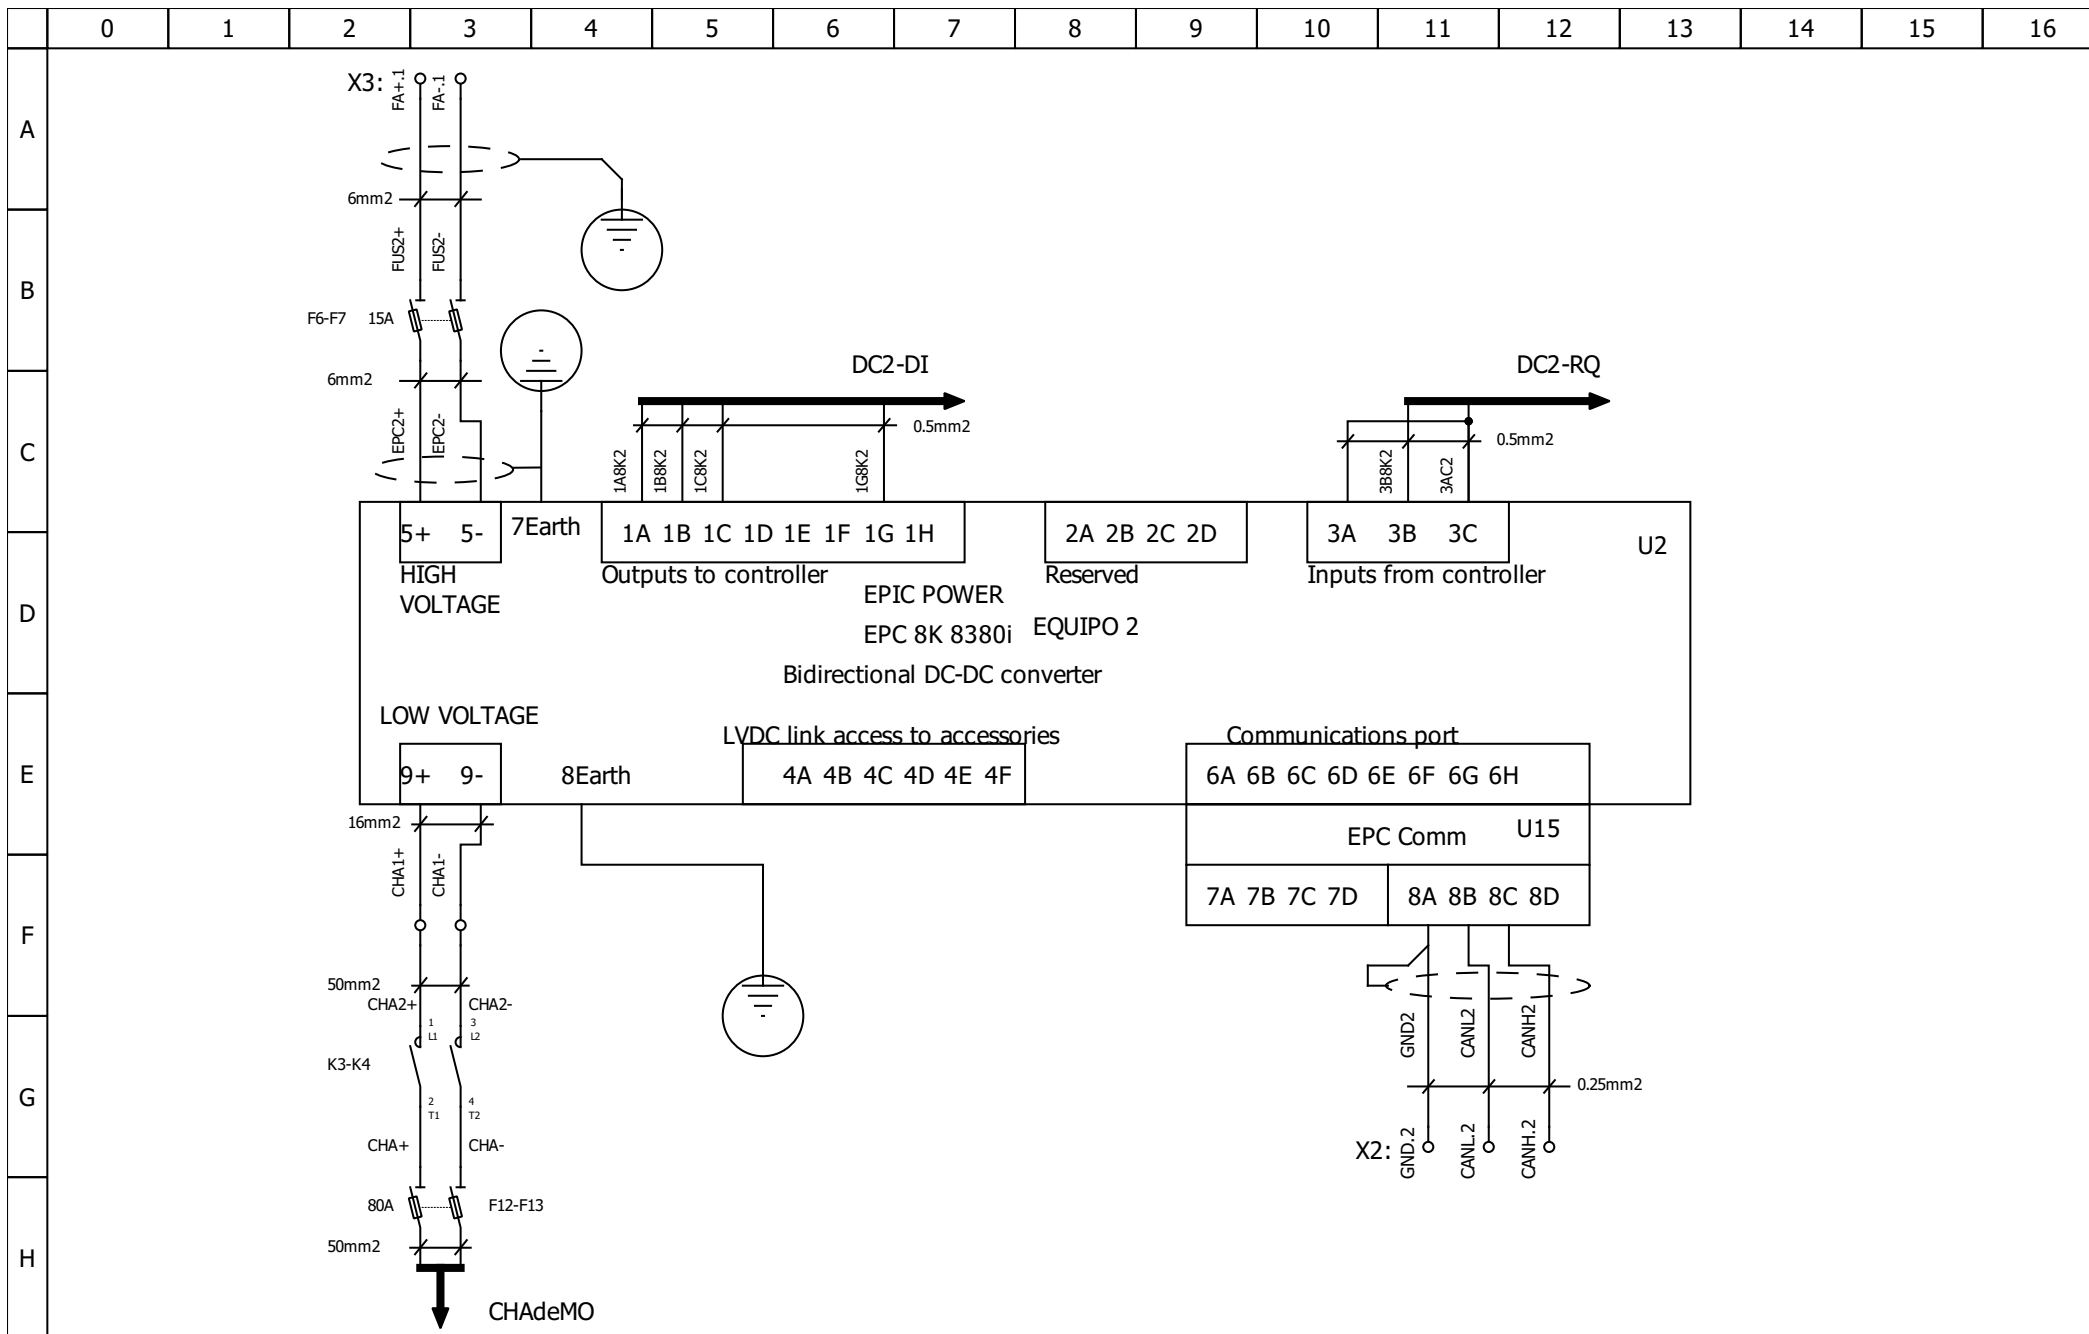 0 1 2 3 4 5 6 7 8 9 10 11 12 13 14 15 16
A
B
C
D
E
F
G
H
X3:
FA+.1
FA-.1
6mm2
FUS2+
FUS2-
F6-F7 15A
6mm2
EPC2+
EPC2-
DC2-DI
DC2-RQ
0.5mm2
0.5mm2
1A8K2
1B8K2
1C8K2
1G8K2
3B8K2
3AC2
5+ 5-
7Earth
1A 1B 1C 1D 1E 1F 1G 1H
2A 2B 2C 2D
3A 3B 3C
U2
HIGH
VOLTAGE
Outputs to controller
Reserved
Inputs from controller
EPIC POWER
EPC 8K 8380i
EQUIPO 2
Bidirectional DC-DC converter
LOW VOLTAGE
LVDC link access to accessories
Communications port
9+ 9-
8Earth
4A 4B 4C 4D 4E 4F
6A 6B 6C 6D 6E 6F 6G 6H
16mm2
EPC Comm
U15
CHA1+
CHA1-
7A 7B 7C 7D
8A 8B 8C 8D
50mm2
CHA2+
CHA2-
1
L1
3
L2
K3-K4
2
T1
4
T2
CHA+
CHA-
GND2
CANL2
CANH2
0.25mm2
X2:
GND.2
CANL.2
CANH.2
80A
F12-F13
50mm2
CHAdeMO